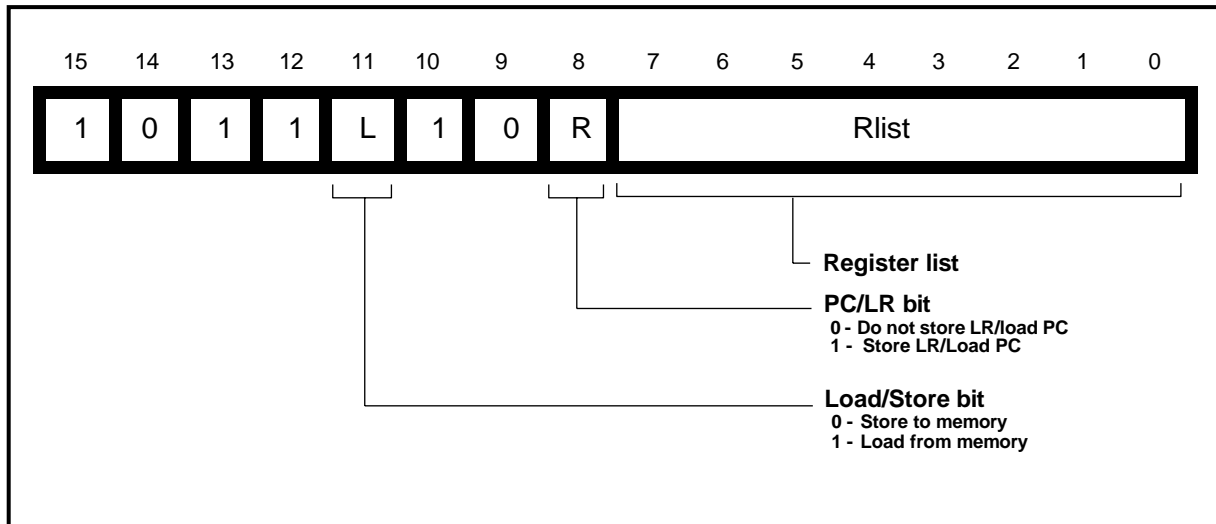 15 14 13 12 11 10 9 8 7 6 5 4 3 2 1 0
1 0 1 1 L 1 0 R Rlist
Register list
PC/LR bit
0 - Do not store LR/load PC
1 - Store LR/Load PC
Load/Store bit
0 - Store to memory
1 - Load from memory